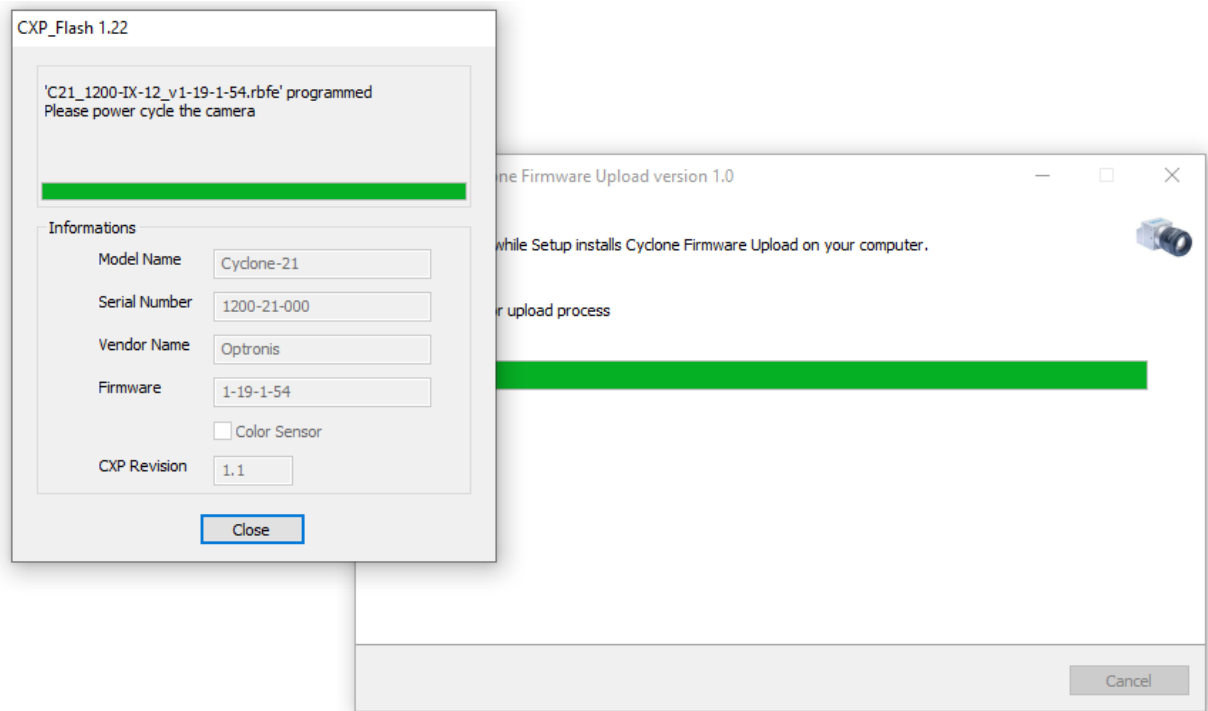 CXP_Flash 1.22
'C21_1200-IX-12_v1-19-1-54.rbfe' programmed
Please power cycle the camera
Informations
Model Name Cyclone-21
Serial Number 1200-21-000
Vendor Name Optronis
Firmware 1-19-1-54
Color Sensor
CXP Revision 1.1
Close
ne Firmware Upload version 1.0
while Setup installs Cyclone Firmware Upload on your computer.
r upload process
Cancel